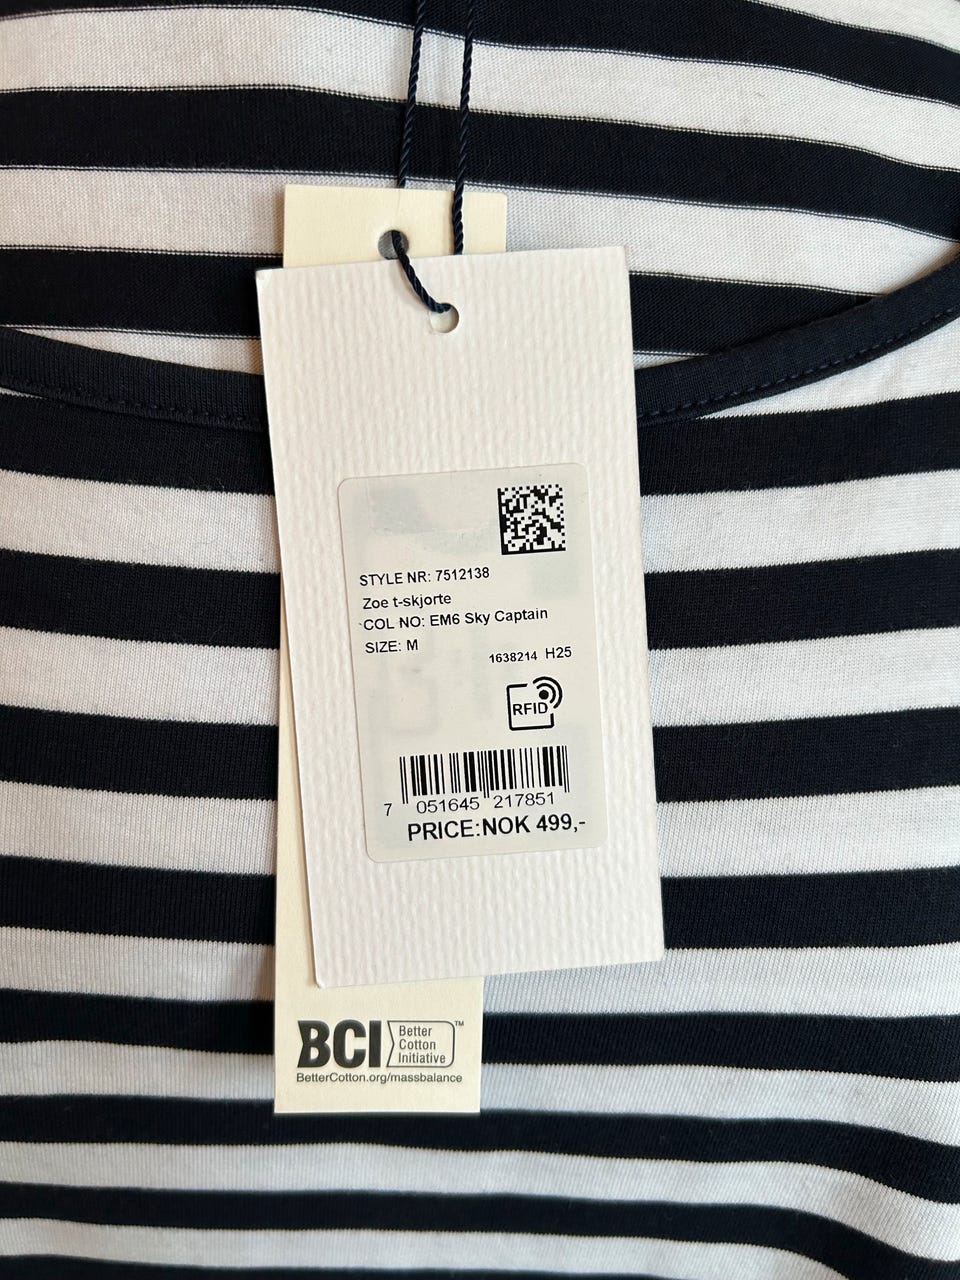 STYLE NR: 7512138
Zoe t-skjorte
COL NO: EM6 Sky Captain
SIZE: M
1638214 H25
RFID
7 051645 217851
PRICE:NOK 499,-
BCI Better Cotton Initiative™
BetterCotton.org/massbalance